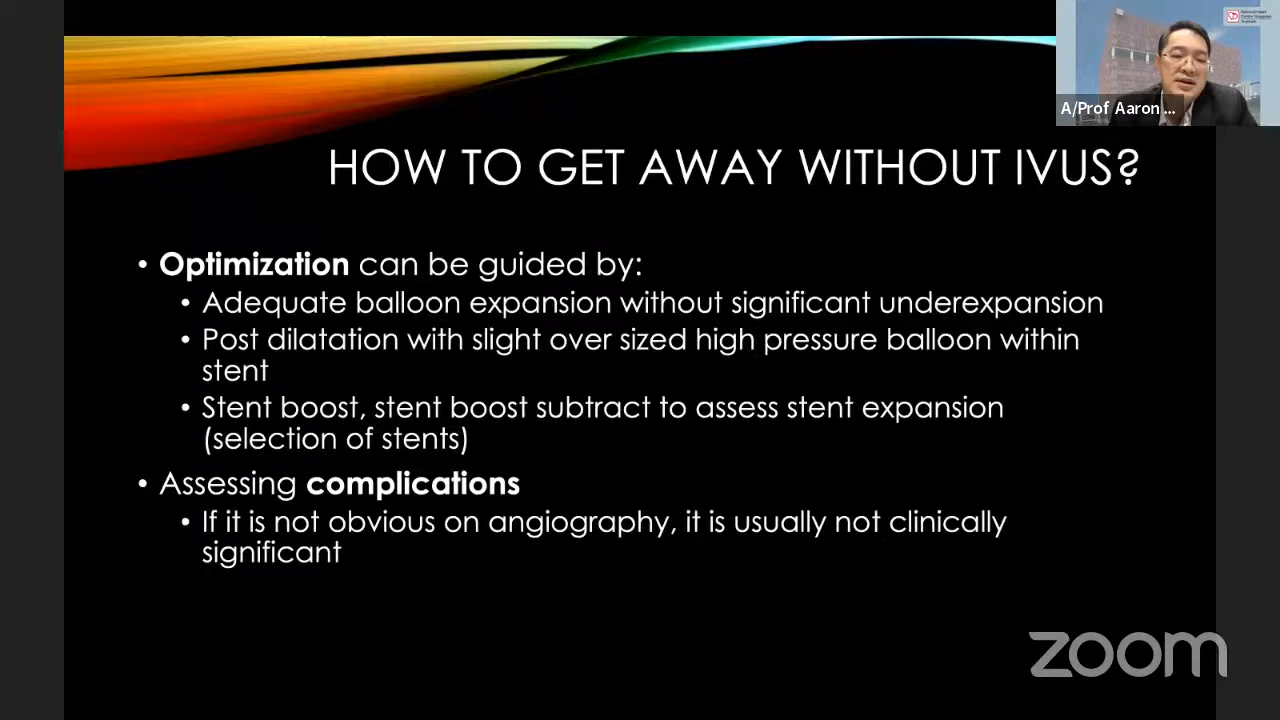 A/Prof Aaron ...
HOW TO GET AWAY WITHOUT IVUS?
• Optimization can be guided by:
• Adequate balloon expansion without significant underexpansion
• Post dilatation with slight over sized high pressure balloon within
stent
• Stent boost, stent boost subtract to assess stent expansion
(selection of stents)
• Assessing complications
• If it is not obvious on angiography, it is usually not clinically
significant
zoom